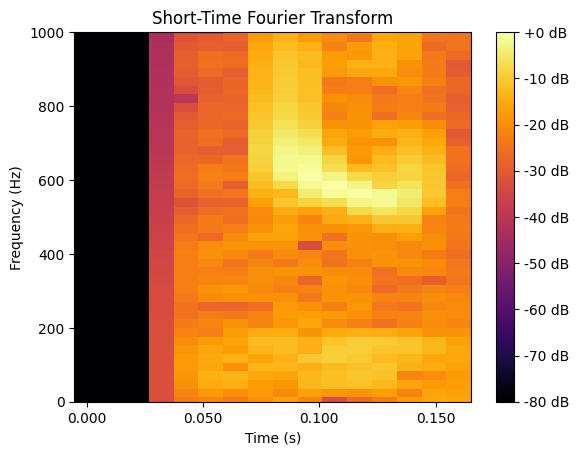 Short-Time Fourier Transform
1000
800
600
400
200
0
Frequency (Hz)
0.000
0.050
0.100
0.150
Time (s)
+0 dB
-10 dB
-20 dB
-30 dB
-40 dB
-50 dB
-60 dB
-70 dB
-80 dB